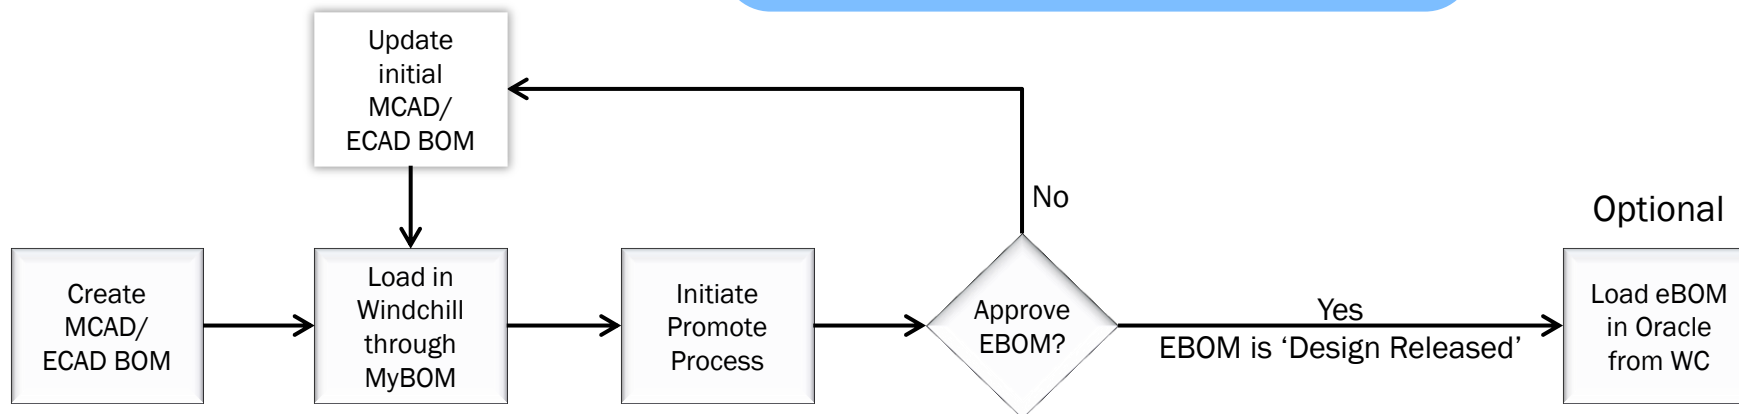 Update
initial
MCAD/
ECAD BOM
No
Optional
Create
MCAD/
ECAD BOM
Load in
Windchill
through
MyBOM
Initiate
Promote
Process
Approve
EBOM?
Yes
EBOM is ‘Design Released’
Load eBOM
in Oracle
from WC